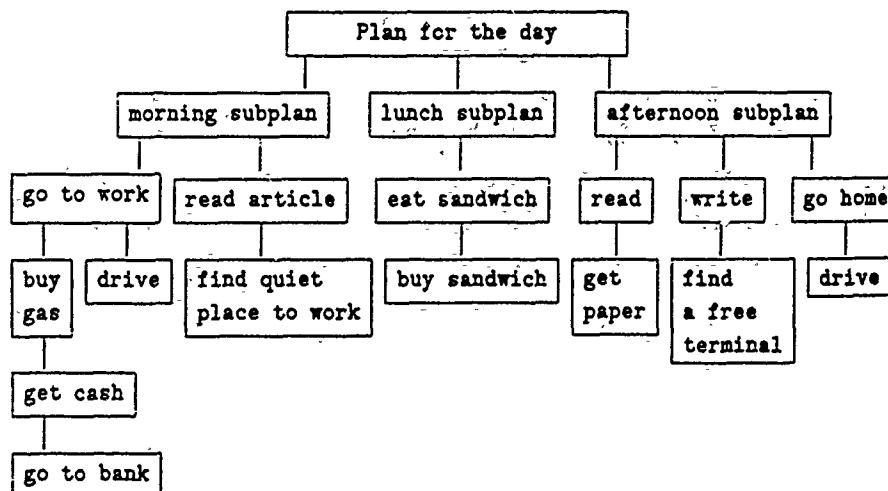 Plan for the day
morning subplan
lunch subplan
afternoon subplan
go to work
read article
eat sandwich
read
write
go home
buy
gas
drive
find quiet
place to work
buy sandwich
get
paper
find
a free
terminal
drive
get cash
go to bank